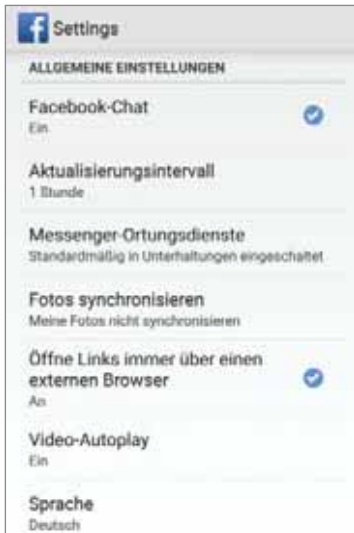 Settings
ALLGEMEINE EINSTELLUNGEN
Facebook-Chat
Ein
Aktualisierungsintervall
1 Stunde
Messenger-Ortungsdienste
Standardmäßig in Unterhaltungen eingeschaltet
Fotos synchronisieren
Meine Fotos nicht synchronisieren
Öffne Links immer über einen
externen Browser
An
Video-Autoplay
Ein
Sprache
Deutsch